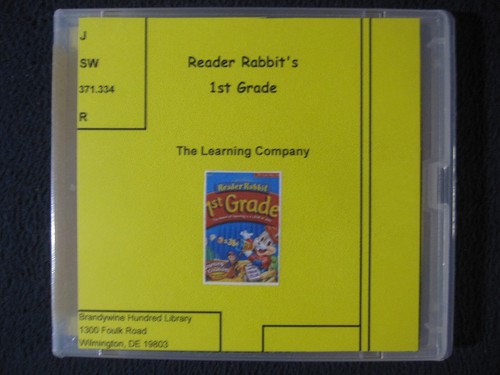 J
SW
371.334
R
Reader Rabbit's
1st Grade
The Learning Company
Reader Rabbit
1st Grade
Brandywine Hundred Library
1300 Foulk Road
Wilmington, DE 19803